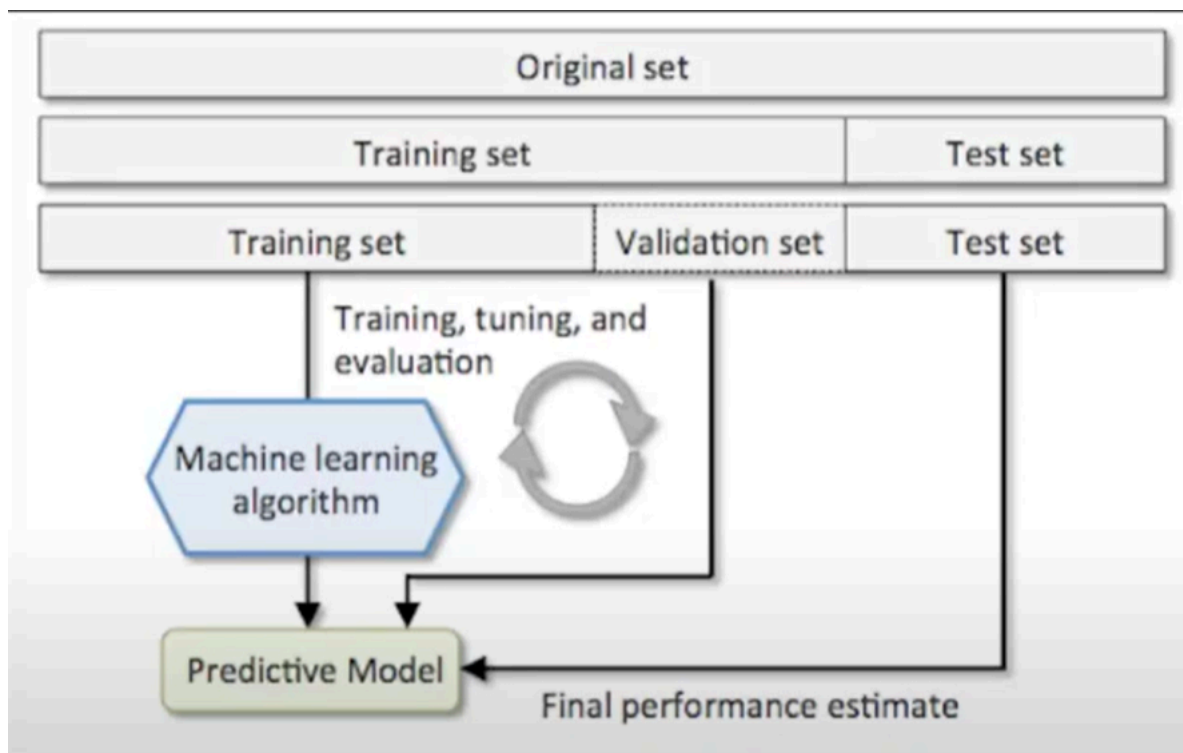 Original set
Training set
Test set
Training set
Validation set
Test set
Training, tuning, and
evaluation
Machine learning
algorithm
Predictive Model
Final performance estimate